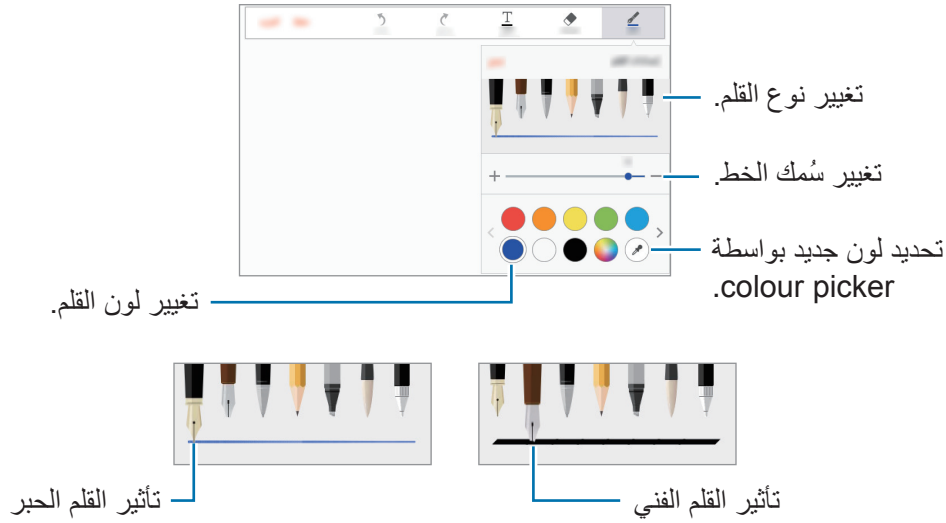 T
تغيير نوع القلم.
تغيير سُمك الخط.
تحديد لون جديد بواسطة
colour picker.
تغيير لون القلم.
تأثير القلم الفني
تأثير القلم الحبر